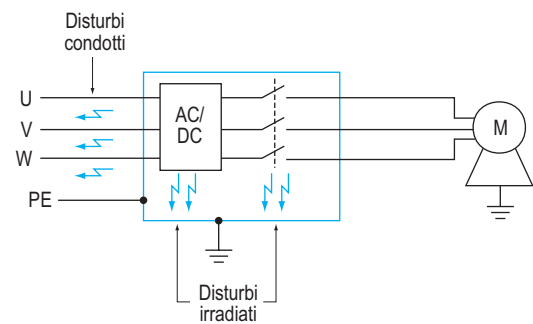 Disturbi
condotti
U
V
W
PE
AC/
DC
M
Disturbi
irradiati